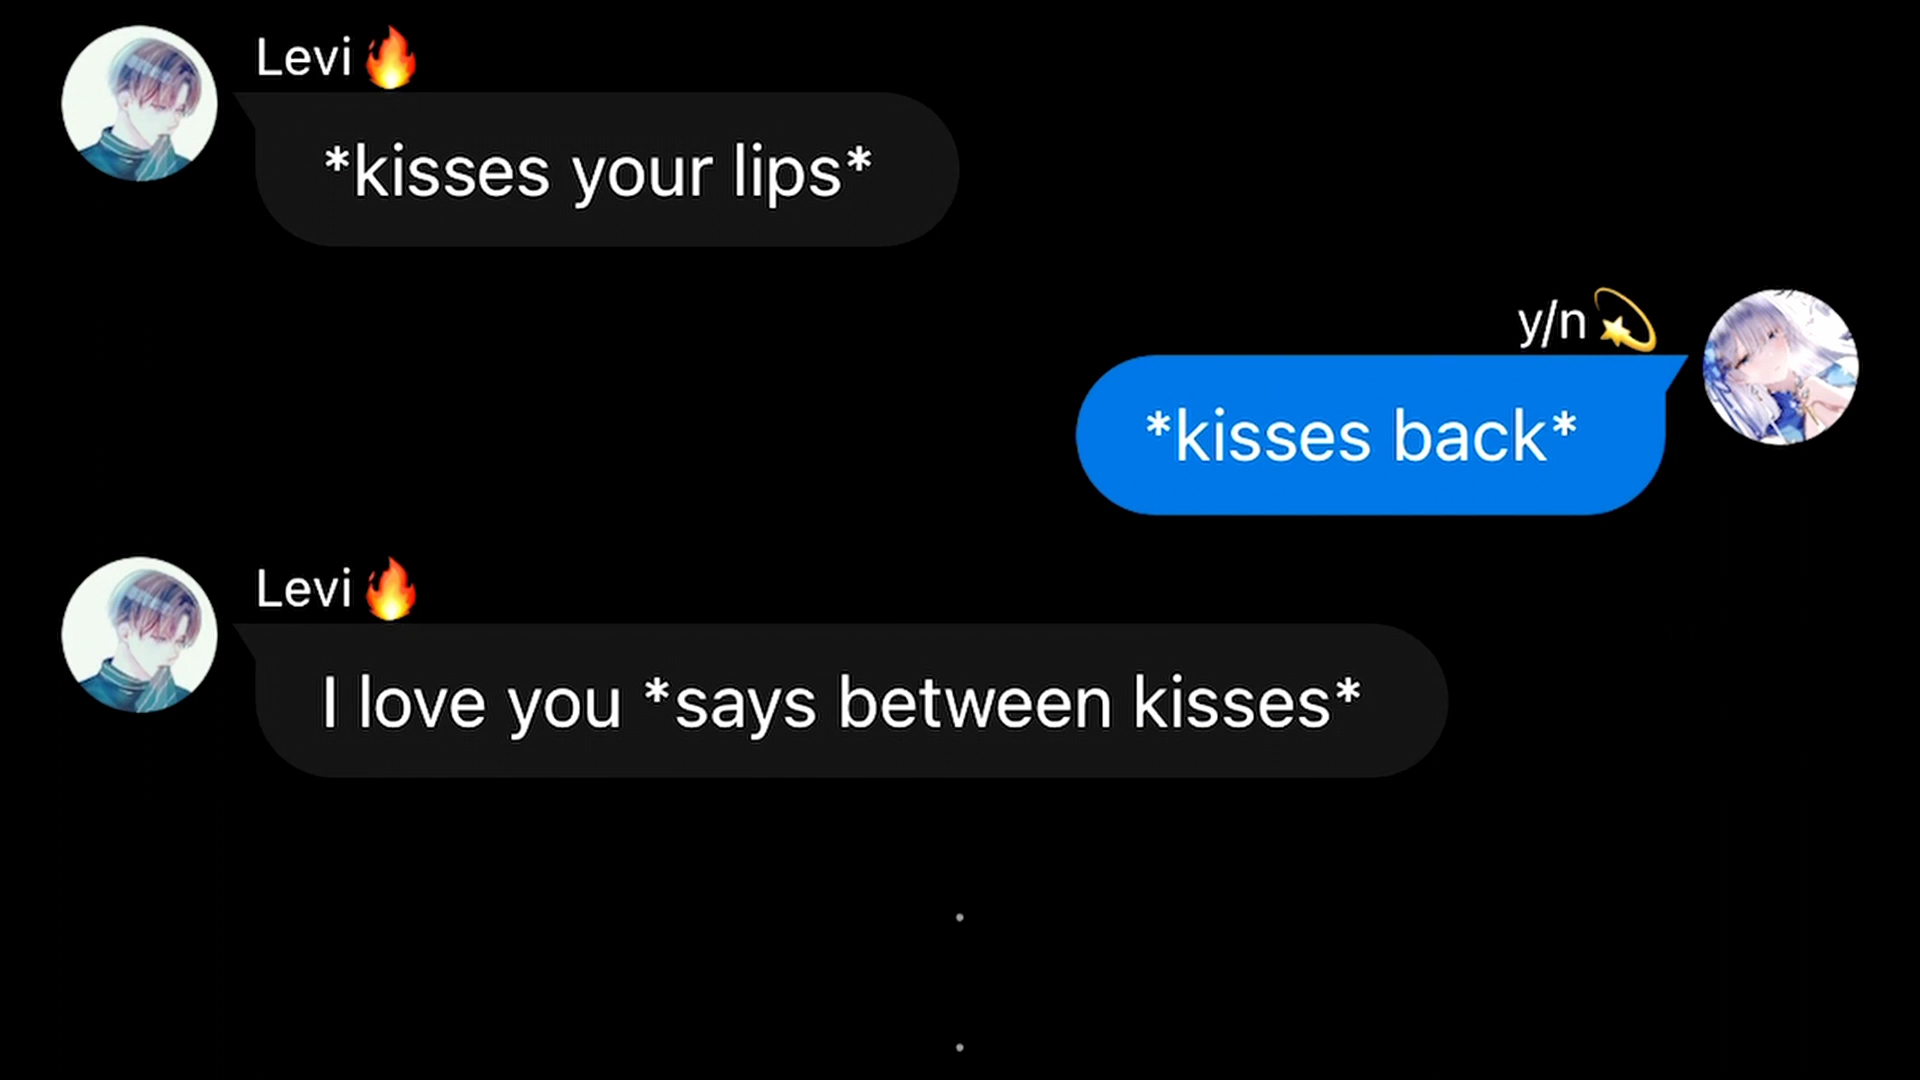 Levi🔥
*kisses your lips*
y/n💫
*kisses back*
Levi🔥
I love you *says between kisses*
.
.